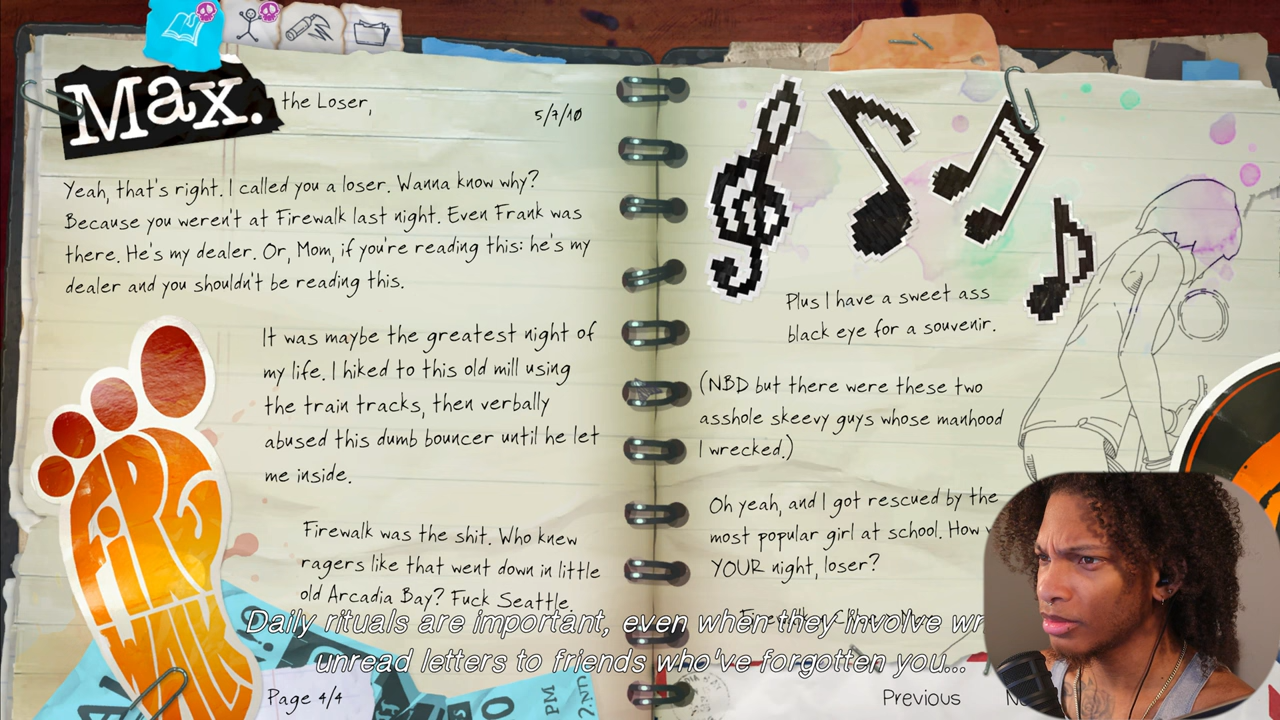 Max. the Loser,
5/7/10
Yeah, that's right. I called you a loser. Wanna know why?
Because you weren't at Firewalk last night. Even Frank was
there. He's my dealer. Or, Mom, if you're reading this: he's my
dealer and you shouldn't be reading this.
It was maybe the greatest night of
my life. I hiked to this old mill using
the train tracks, then verbally
abused this dumb bouncer until he let
me inside.
Firewalk was the shit. Who knew
ragers like that went down in little
old Arcadia Bay? Fuck Seattle.
FIRE
WALK
PM
Page 4/4
Plus I have a sweet ass
black eye for a souvenir.
(NBD but there were these two
asshole skeevy guys whose manhood
I wrecked.)
Oh yeah, and I got rescued by the
most popular girl at school. How
YOUR night, loser?
Daily rituals are important, even when they involve wr
unread letters to friends who've forgotten you...
Previous